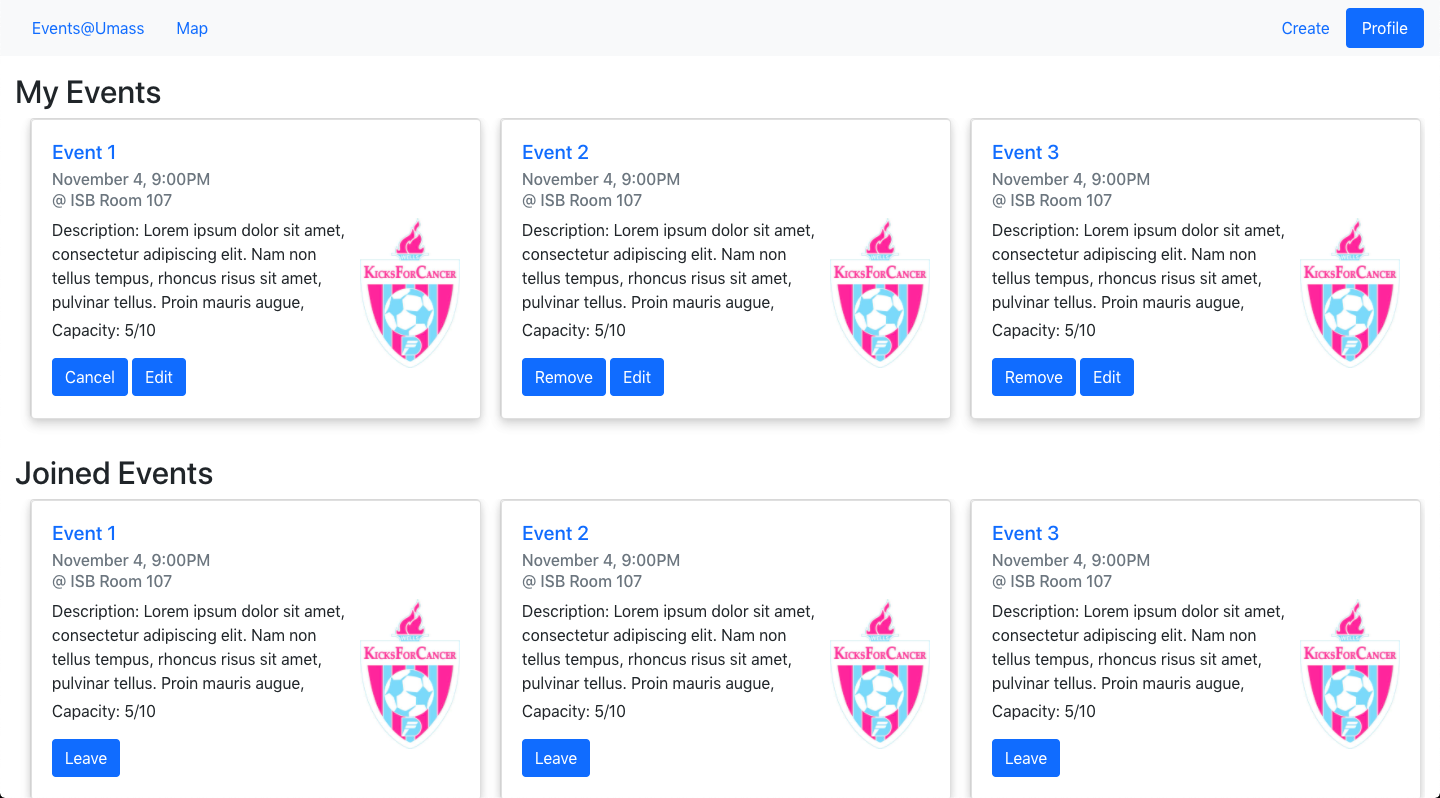 Events@Umass Map Create Profile
My Events
Event 1
November 4, 9:00PM
@ ISB Room 107
Description: Lorem ipsum dolor sit amet,
consectetur adipiscing elit. Nam non
tellus tempus, rhoncus risus sit amet,
pulvinar tellus. Proin mauris augue,
Capacity: 5/10
Cancel Edit
KICKSFORCANCER
Event 2
November 4, 9:00PM
@ ISB Room 107
Description: Lorem ipsum dolor sit amet,
consectetur adipiscing elit. Nam non
tellus tempus, rhoncus risus sit amet,
pulvinar tellus. Proin mauris augue,
Capacity: 5/10
Remove Edit
KICKSFORCANCER
Event 3
November 4, 9:00PM
@ ISB Room 107
Description: Lorem ipsum dolor sit amet,
consectetur adipiscing elit. Nam non
tellus tempus, rhoncus risus sit amet,
pulvinar tellus. Proin mauris augue,
Capacity: 5/10
Remove Edit
KICKSFORCANCER
Joined Events
Event 1
November 4, 9:00PM
@ ISB Room 107
Description: Lorem ipsum dolor sit amet,
consectetur adipiscing elit. Nam non
tellus tempus, rhoncus risus sit amet,
pulvinar tellus. Proin mauris augue,
Capacity: 5/10
Leave
KICKSFORCANCER
Event 2
November 4, 9:00PM
@ ISB Room 107
Description: Lorem ipsum dolor sit amet,
consectetur adipiscing elit. Nam non
tellus tempus, rhoncus risus sit amet,
pulvinar tellus. Proin mauris augue,
Capacity: 5/10
Leave
KICKSFORCANCER
Event 3
November 4, 9:00PM
@ ISB Room 107
Description: Lorem ipsum dolor sit amet,
consectetur adipiscing elit. Nam non
tellus tempus, rhoncus risus sit amet,
pulvinar tellus. Proin mauris augue,
Capacity: 5/10
Leave
KICKSFORCANCER